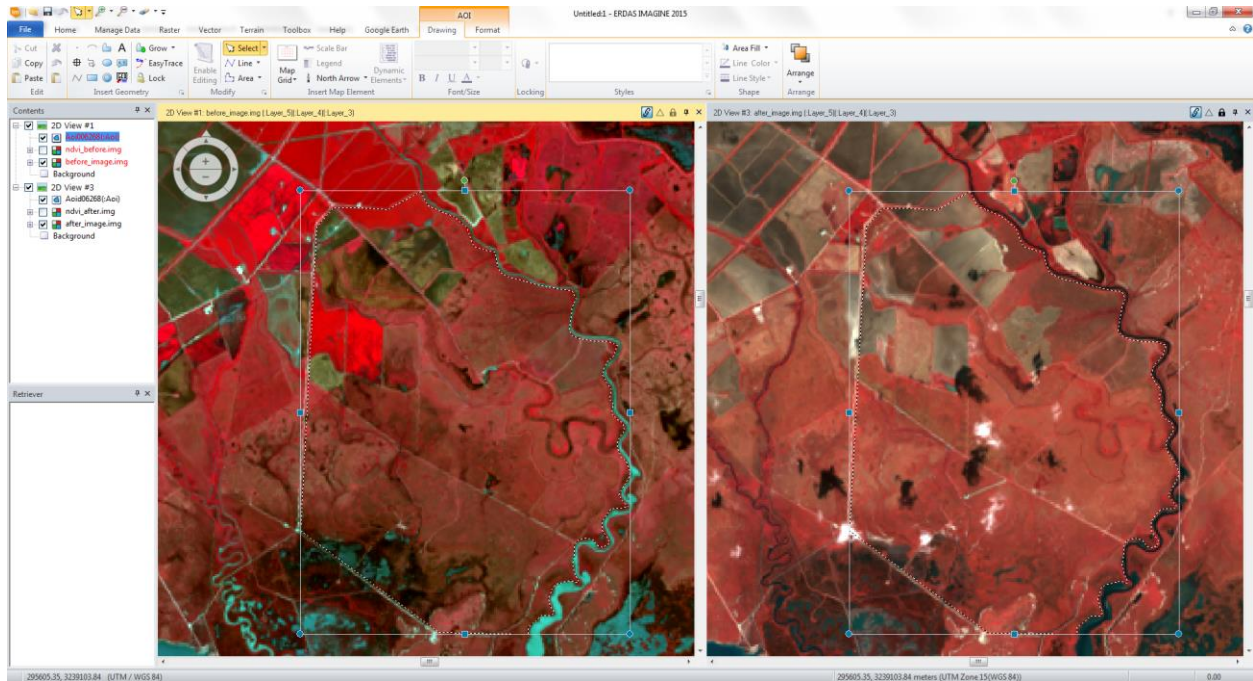 Untitled:1 - ERDAS IMAGINE 2015
AOI
File Home Manage Data Raster Vector Terrain Toolbox Help Google Earth Drawing Format
Cut
Copy
Paste
Edit
A
Grow
EasyTrace
Lock
Insert Geometry
Enable Editing
Select
Line
Area
Modify
Map Grid
Scale Bar
Legend
North Arrow
Dynamic Elements
Insert Map Element
B I U A
Font/Size
Locking
Styles
Area Fill
Line Color
Line Style
Shape
Arrange
Arrange
Contents
2D View #1
ndvi_before.img
before_image.img
Background
2D View #3
Aoid06268(:Aoi)
ndvi_after.img
after_image.img
Background
Retriever
2D View #1: before_image.img (:Layer_5)(:Layer_4)(:Layer_3)
2D View #3: after_image.img (:Layer_5)(:Layer_4)(:Layer_3)
295605.35, 3239103.84 (UTM / WGS 84)
295605.35, 3239103.84 meters (UTM Zone 15(WGS 84))
0.00